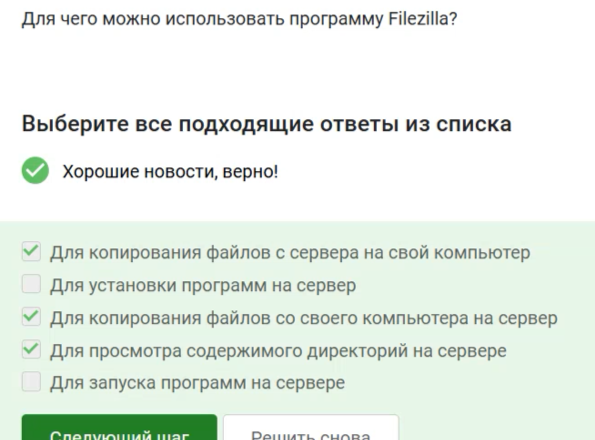 Для чего можно использовать программу Filezilla?
Выберите все подходящие ответы из списка
Хорошие новости, верно!
Для копирования файлов с сервера на свой компьютер
Для установки программ на сервер
Для копирования файлов со своего компьютера на сервер
Для просмотра содержимого директорий на сервере
Для запуска программ на сервере
Следующий шаг
Решить снова